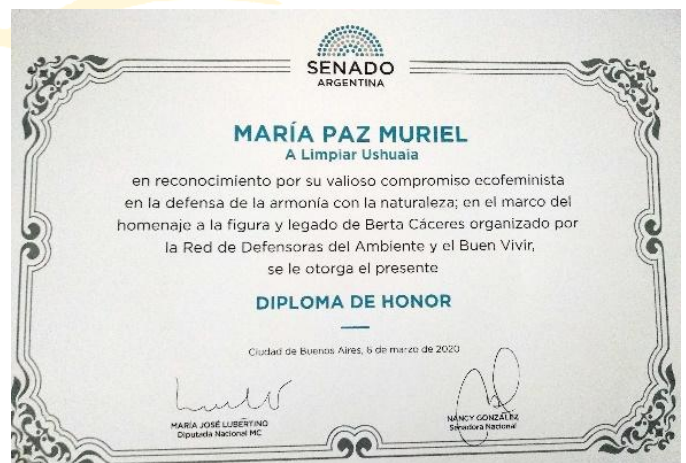 SENADO
ARGENTINA
MARÍA PAZ MURIEL
A Limpiar Ushuaia
en reconocimiento por su valioso compromiso ecofeminista
en la defensa de la armonía con la naturaleza; en el marco del
homenaje a la figura y legado de Berta Cáceres organizado por
la Red de Defensoras del Ambiente y el Buen Vivir,
se le otorga el presente
DIPLOMA DE HONOR
Ciudad de Buenos Aires, 6 de marzo de 2020
MARÍA JOSÉ LUBERTINO
Diputada Nacional MC
NANCY GONZÁLEZ
Senadora Nacional